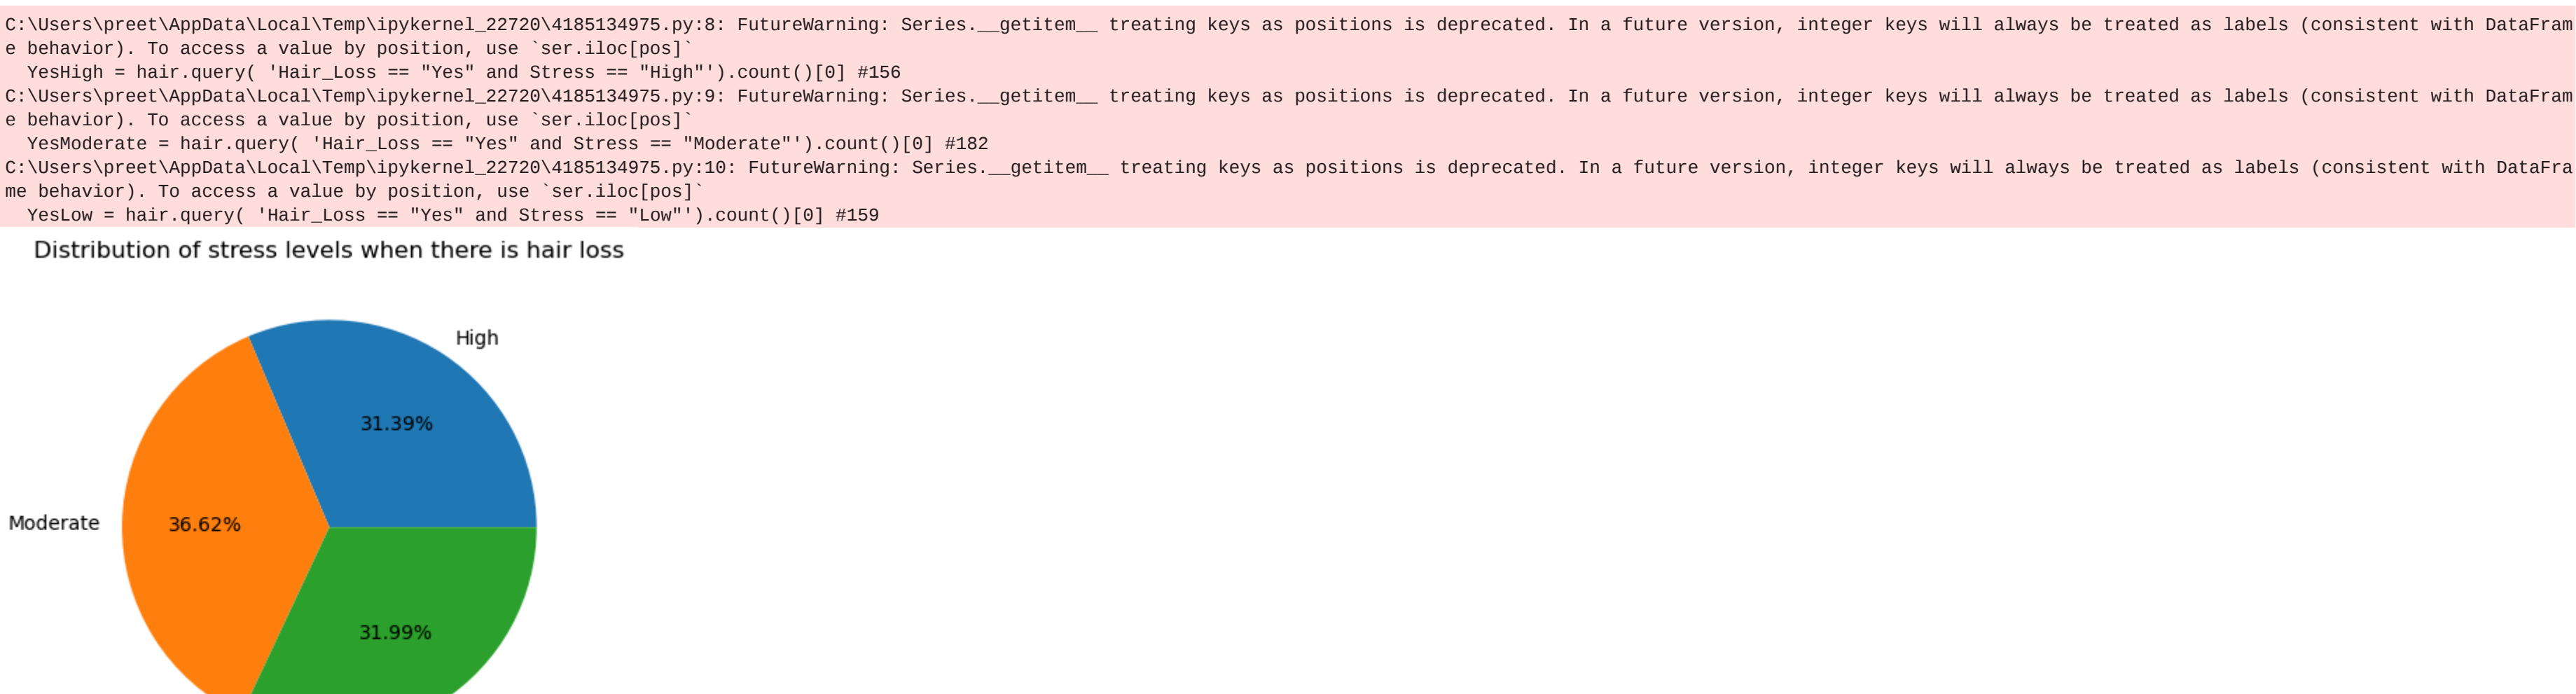 C:\Users\preet\AppData\Local\Temp\ipykernel_22720\4185134975.py:8: FutureWarning: Series.__getitem__ treating keys as positions is deprecated. In a future version, integer keys will always be treated as labels (consistent with DataFram
e behavior). To access a value by position, use `ser.iloc[pos]`
  YesHigh = hair.query( 'Hair_Loss == "Yes" and Stress == "High"').count()[0] #156
C:\Users\preet\AppData\Local\Temp\ipykernel_22720\4185134975.py:9: FutureWarning: Series.__getitem__ treating keys as positions is deprecated. In a future version, integer keys will always be treated as labels (consistent with DataFram
e behavior). To access a value by position, use `ser.iloc[pos]`
  YesModerate = hair.query( 'Hair_Loss == "Yes" and Stress == "Moderate"').count()[0] #182
C:\Users\preet\AppData\Local\Temp\ipykernel_22720\4185134975.py:10: FutureWarning: Series.__getitem__ treating keys as positions is deprecated. In a future version, integer keys will always be treated as labels (consistent with DataFra
me behavior). To access a value by position, use `ser.iloc[pos]`
  YesLow = hair.query( 'Hair_Loss == "Yes" and Stress == "Low"').count()[0] #159
Distribution of stress levels when there is hair loss
High
31.39%
Moderate
36.62%
31.99%